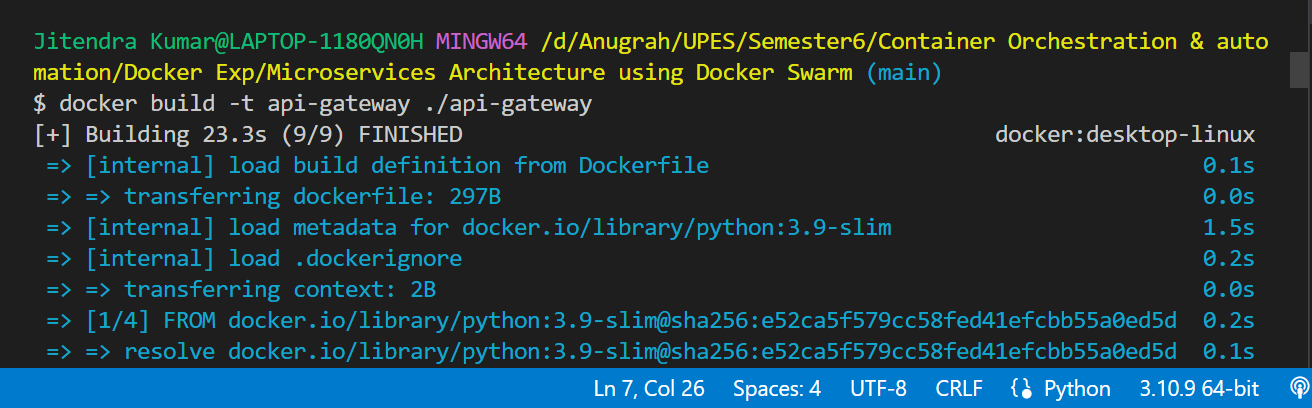 Jitendra Kumar@LAPTOP-1180QN0H MINGW64 /d/Anugrah/UPES/Semester6/Container Orchestration & auto
mation/Docker Exp/Microservices Architecture using Docker Swarm (main)
$ docker build -t api-gateway ./api-gateway
[+] Building 23.3s (9/9) FINISHED docker:desktop-linux
=> [internal] load build definition from Dockerfile 0.1s
=> => transferring dockerfile: 297B 0.0s
=> [internal] load metadata for docker.io/library/python:3.9-slim 1.5s
=> [internal] load .dockerignore 0.2s
=> => transferring context: 2B 0.0s
=> [1/4] FROM docker.io/library/python:3.9-slim@sha256:e52ca5f579cc58fed41efcbb55a0ed5d 0.2s
=> => resolve docker.io/library/python:3.9-slim@sha256:e52ca5f579cc58fed41efcbb55a0ed5d 0.1s
Ln 7, Col 26 Spaces: 4 UTF-8 CRLF Python 3.10.9 64-bit